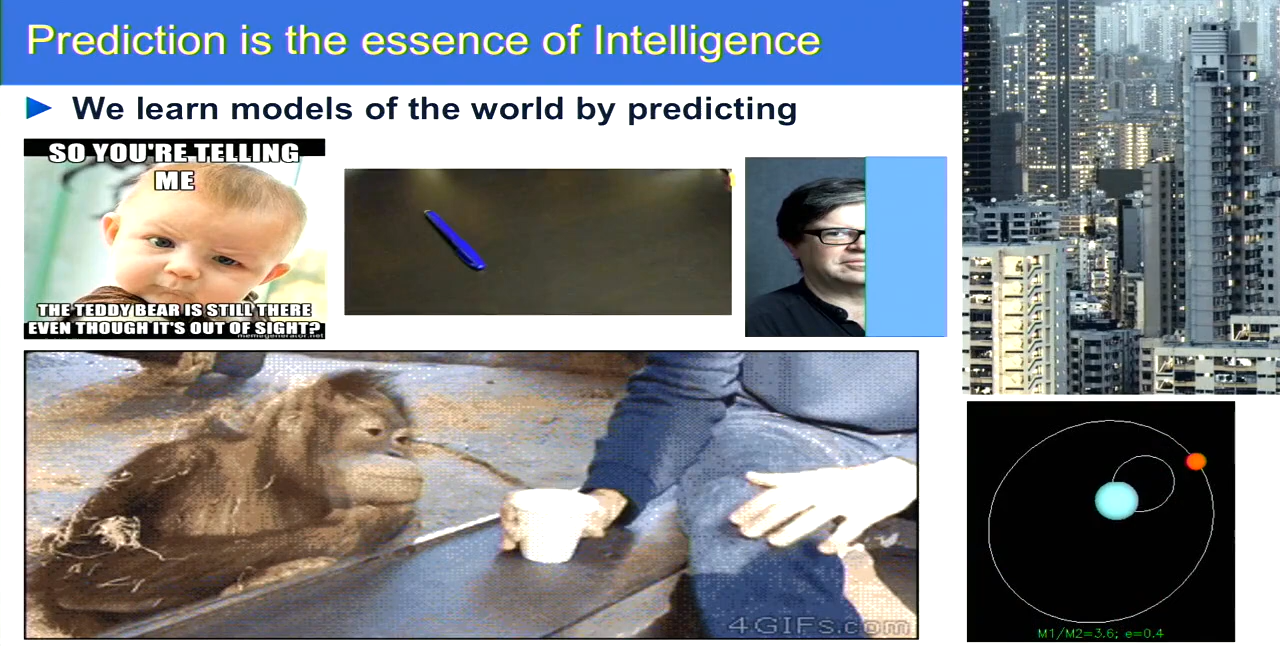 Prediction is the essence of Intelligence
We learn models of the world by predicting
SO YOU'RE TELLING
ME
THE TEDDY BEAR IS STILL THERE
EVEN THOUGH IT'S OUT OF SIGHT?
memegenerator.net
4GIFs.com
M1/M2=3.6; e=0.4